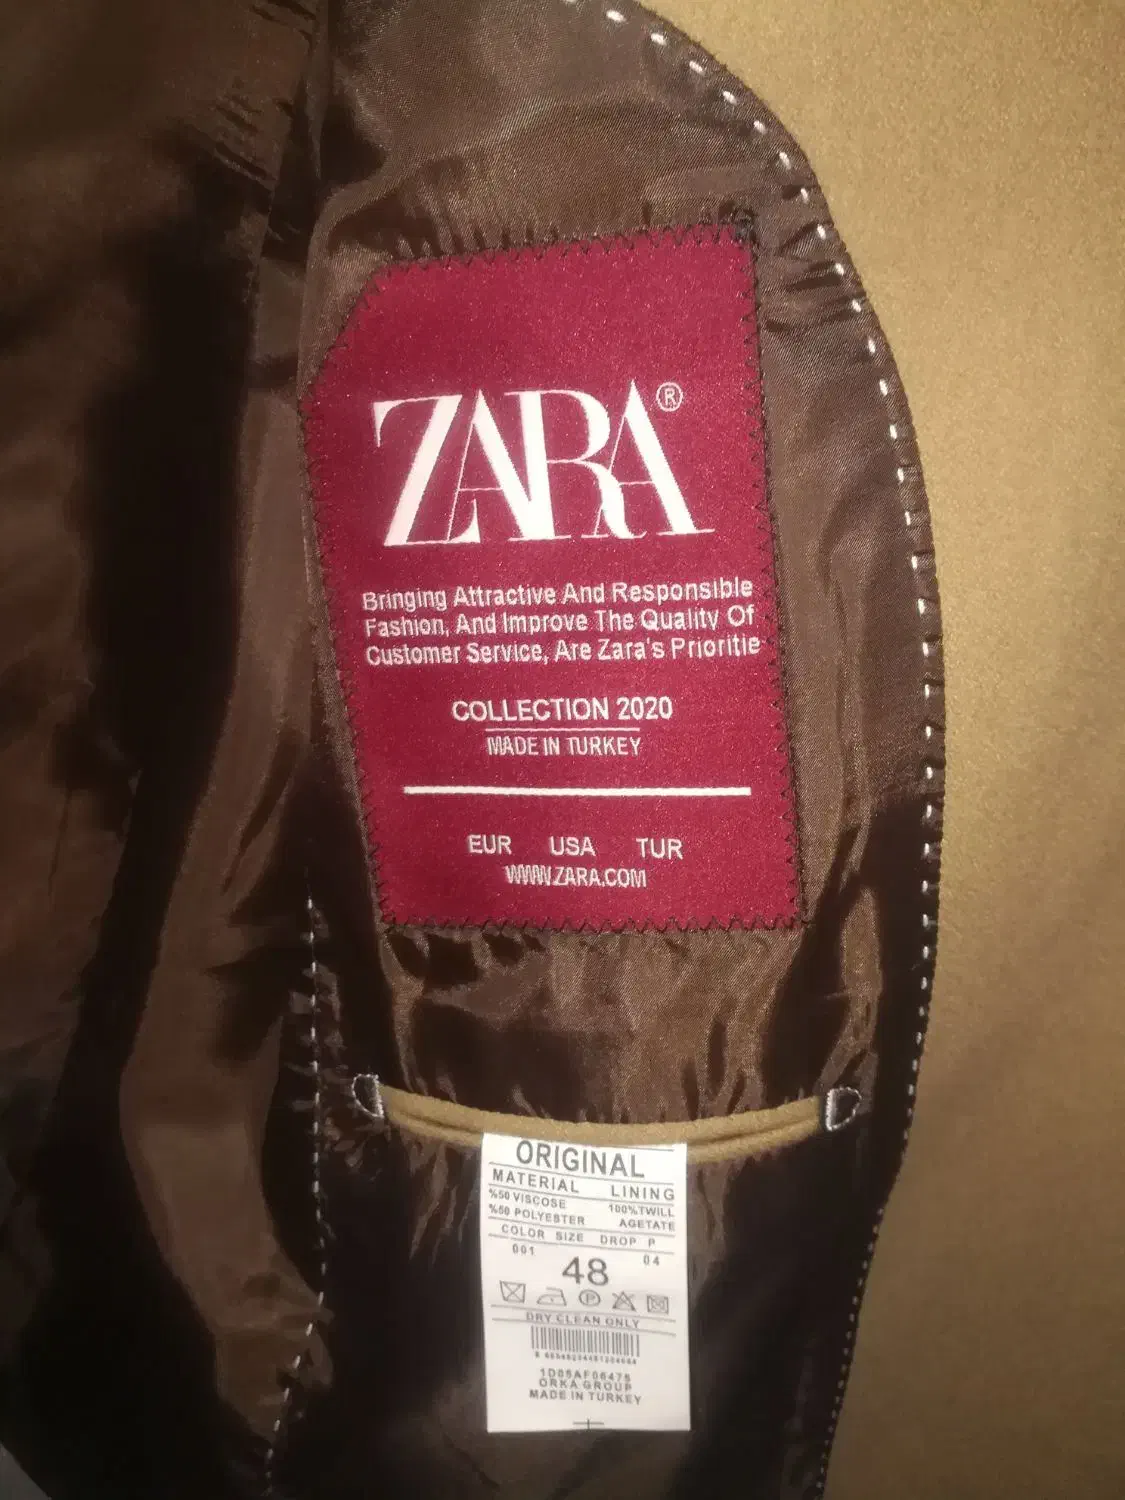 ZARA®
Bringing Attractive And Responsible
Fashion, And Improve The Quality Of
Customer Service, Are Zara's Prioritie
COLLECTION 2020
MADE IN TURKEY
EUR USA TUR
WWW.ZARA.COM
ORIGINAL
MATERIAL LINING
%50 VISCOSE 100%TWILL
%50 POLYESTER AGETATE
COLOR SIZE DROP P
001 48 04
DRY CLEAN ONLY
1D05AF06475
ORKA GROUP
MADE IN TURKEY